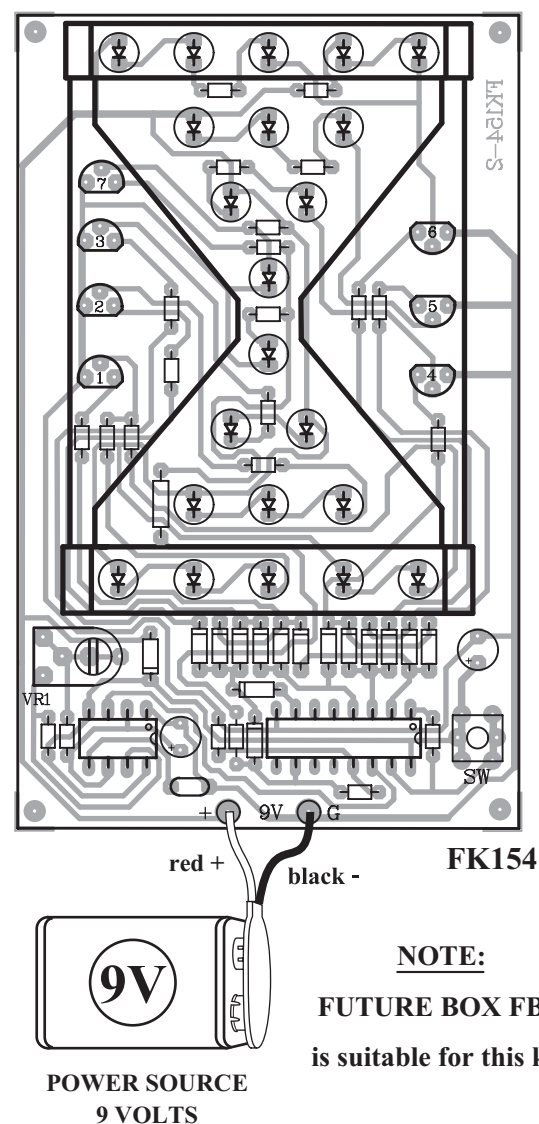 FK154-2
7
3
6
2
5
1
4
VR1
SW
+ 9V G
red +
black -
FK154
9V
NOTE:
FUTURE BOX FB
is suitable for this k
POWER SOURCE
9 VOLTS